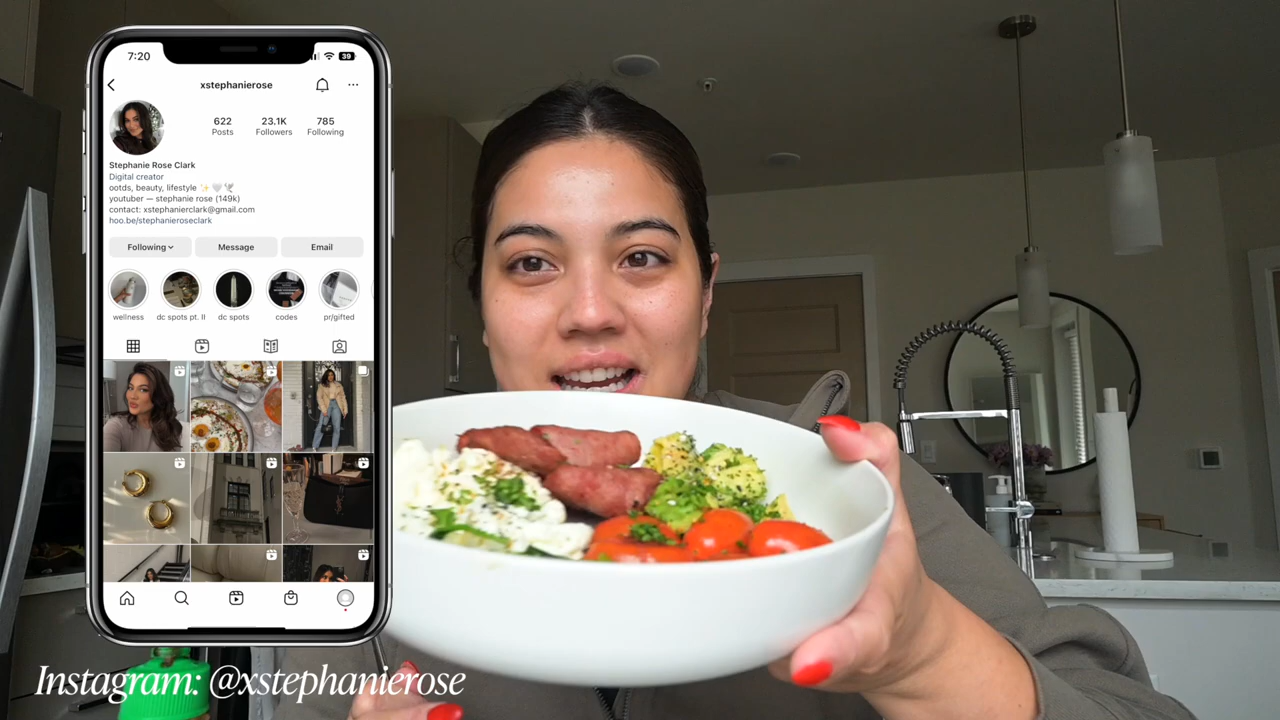 7:20
39
xstephanierose
622
23.1K
785
Posts
Followers
Following
Stephanie Rose Clark
Digital creator
ootds, beauty, lifestyle ✨🤍🕊
youtuber — stephanie rose (149k)
contact: xstephanierclark@gmail.com
hoo.be/stephanieroseclark
Following
Message
Email
wellness
dc spots pt. II
dc spots
codes
pr/gifted
Instagram: @xstephanierose